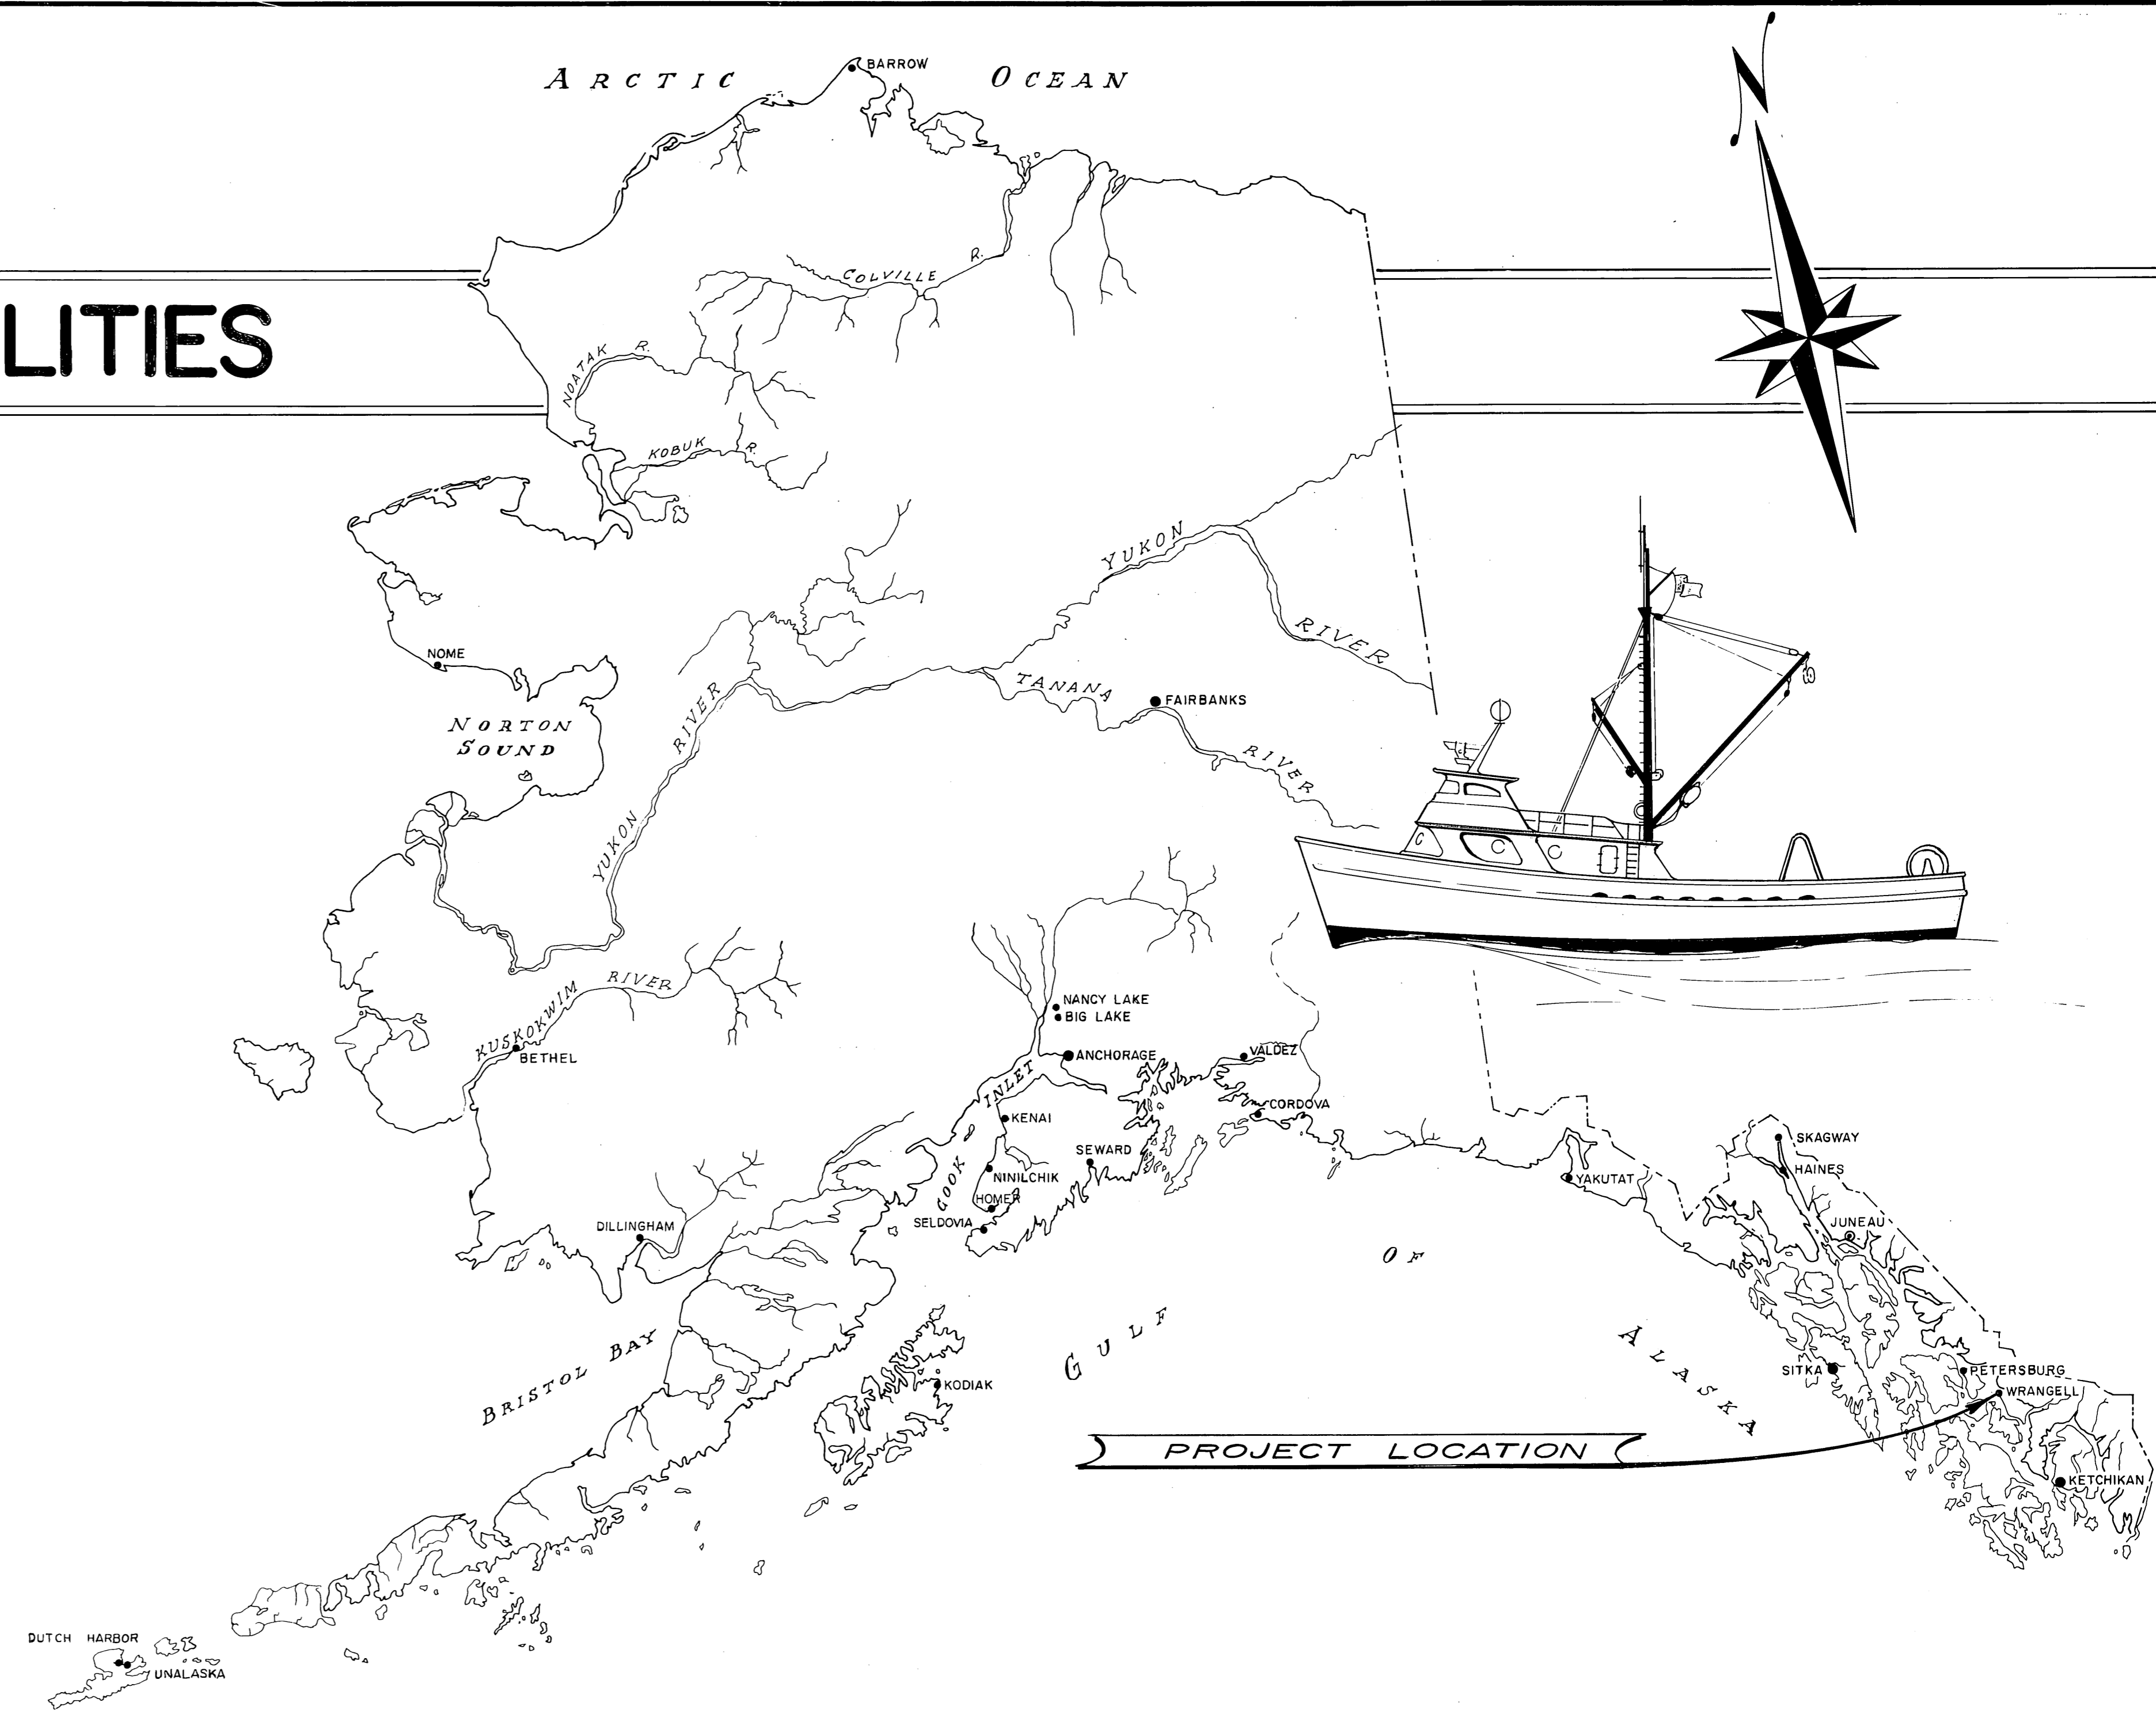 ARCTIC OCEAN
BARROW
N
COLVILLE R.
LITIES
NOATAK R.
KOBUK R.
YUKON RIVER
NOME
TANANA RIVER
FAIRBANKS
NORTON
SOUND
YUKON RIVER
KUSKOKWIM RIVER
BETHEL
NANCY LAKE
BIG LAKE
ANCHORAGE
VALDEZ
COOK INLET
KENAI
CORDOVA
SEWARD
NINILCHIK
HOMER
SELDOVIA
DILLINGHAM
SKAGWAY
HAINES
YAKUTAT
JUNEAU
GULF OF ALASKA
BRISTOL BAY
KODIAK
SITKA
PETERSBURG
WRANGELL
PROJECT LOCATION
KETCHIKAN
DUTCH HARBOR
UNALASKA